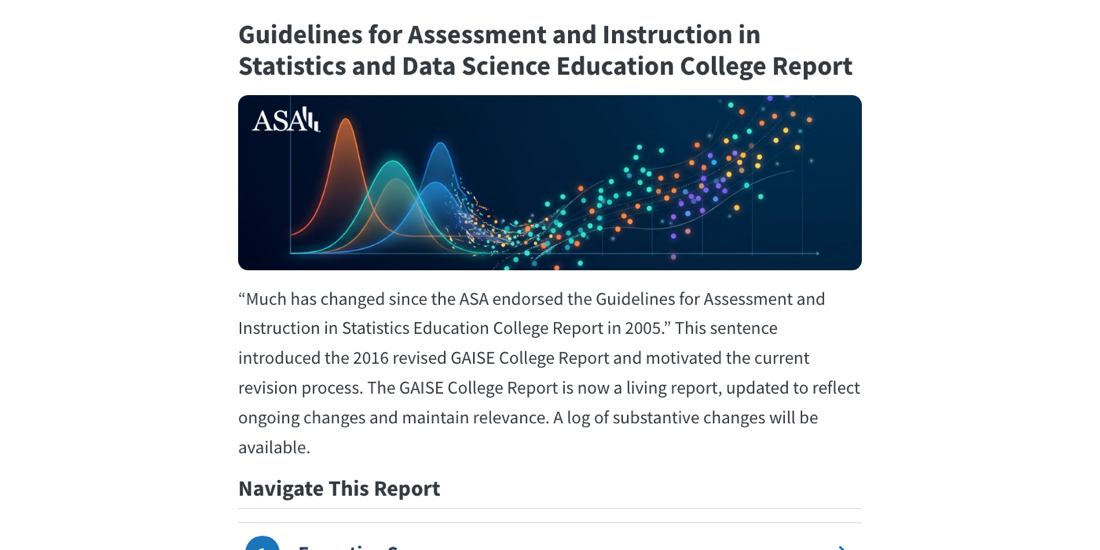 Guidelines for Assessment and Instruction in
Statistics and Data Science Education College Report
ASA
“Much has changed since the ASA endorsed the Guidelines for Assessment and
Instruction in Statistics Education College Report in 2005.” This sentence
introduced the 2016 revised GAISE College Report and motivated the current
revision process. The GAISE College Report is now a living report, updated to reflect
ongoing changes and maintain relevance. A log of substantive changes will be
available.
Navigate This Report